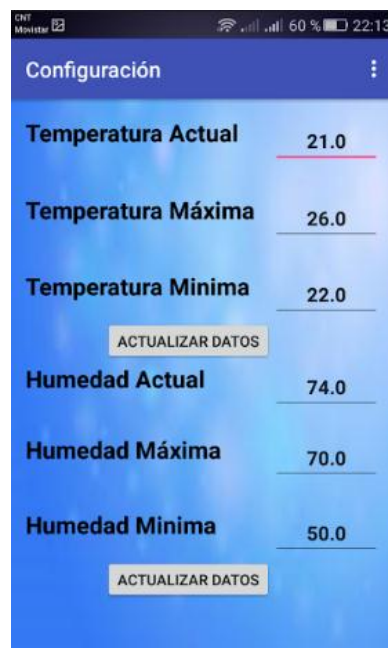 CNT
Movistar 60 % 22:13
Configuración
Temperatura Actual 21.0
Temperatura Máxima 26.0
Temperatura Minima 22.0
ACTUALIZAR DATOS
Humedad Actual 74.0
Humedad Máxima 70.0
Humedad Minima 50.0
ACTUALIZAR DATOS